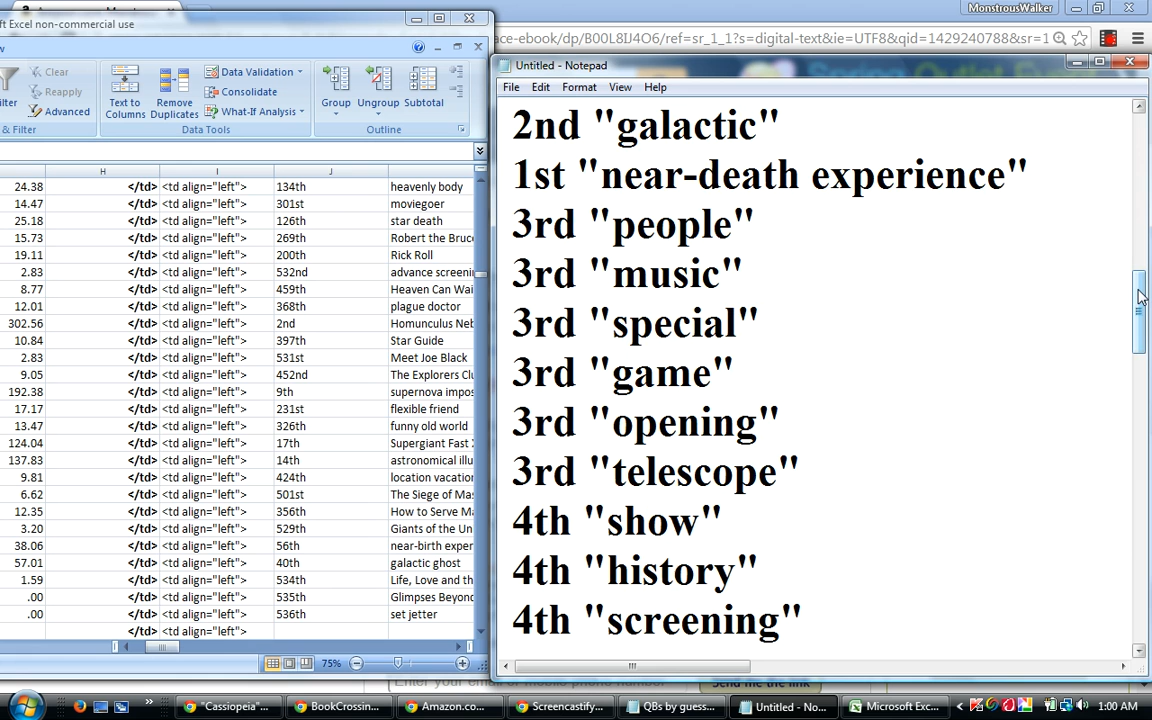 MonstrousWalker
ft Excel non-commercial use
ace-ebook/dp/B00L8IJ4O6/ref=sr_1_1?s=digital-text&ie=UTF8&qid=1429240788&sr=1
Clear
Reapply
Advanced
& Filter
Text to Columns
Remove Duplicates
Data Validation
Consolidate
What-If Analysis
Data Tools
Group
Ungroup
Subtotal
Outline
H I J
24.38 </td> <td align="left"> 134th heavenly body
14.47 </td> <td align="left"> 301st moviegoer
25.18 </td> <td align="left"> 126th star death
15.73 </td> <td align="left"> 269th Robert the Bruce
19.11 </td> <td align="left"> 200th Rick Roll
2.83 </td> <td align="left"> 532nd advance screeni
8.77 </td> <td align="left"> 459th Heaven Can Wai
12.01 </td> <td align="left"> 368th plague doctor
302.56 </td> <td align="left"> 2nd Homunculus Neb
10.84 </td> <td align="left"> 397th Star Guide
2.83 </td> <td align="left"> 531st Meet Joe Black
9.05 </td> <td align="left"> 452nd The Explorers Clu
192.38 </td> <td align="left"> 9th supernova impos
17.17 </td> <td align="left"> 231st flexible friend
13.47 </td> <td align="left"> 326th funny old world
124.04 </td> <td align="left"> 17th Supergiant Fast
137.83 </td> <td align="left"> 14th astronomical illu
9.81 </td> <td align="left"> 424th location vacation
6.62 </td> <td align="left"> 501st The Siege of Mas
12.35 </td> <td align="left"> 356th How to Serve Ma
3.20 </td> <td align="left"> 529th Giants of the Un
38.06 </td> <td align="left"> 56th near-birth exper
57.01 </td> <td align="left"> 40th galactic ghost
1.59 </td> <td align="left"> 534th Life, Love and th
.00 </td> <td align="left"> 535th Glimpses Beyon
.00 </td> <td align="left"> 536th set jetter
</td> <td align="left">
75%
Untitled - Notepad
File Edit Format View Help
2nd "galactic"
1st "near-death experience"
3rd "people"
3rd "music"
3rd "special"
3rd "game"
3rd "opening"
3rd "telescope"
4th "show"
4th "history"
4th "screening"
Enter your email or mobile phone number
Send me the link
"Cassiopeia"...
BookCrossin...
Amazon.co...
Screencastify...
QBs by guess...
Untitled - No...
Microsoft Exc...
1:00 AM